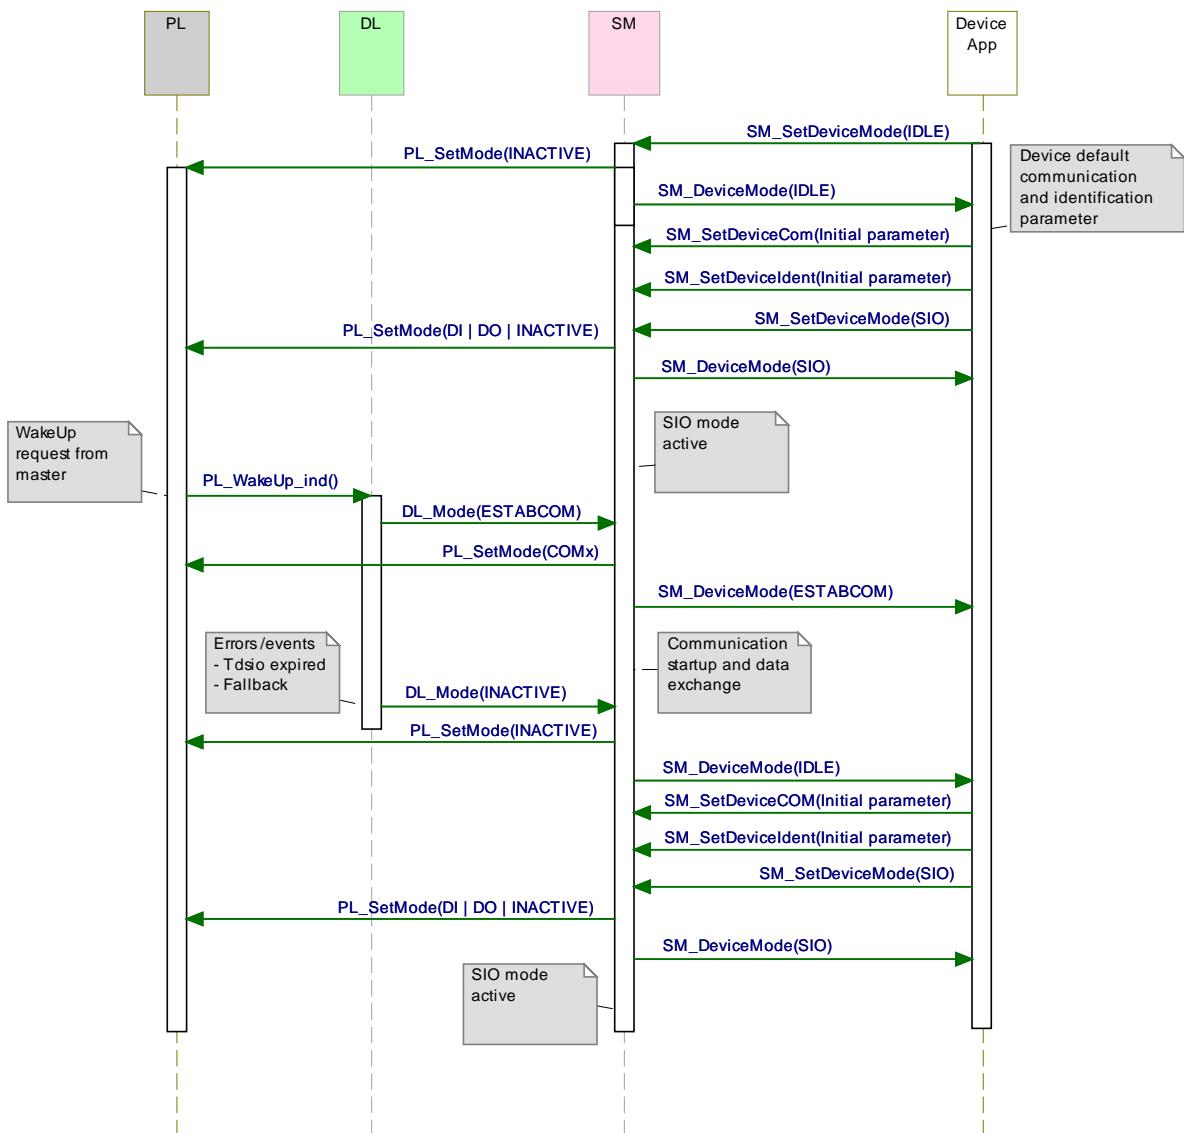 PL
DL
SM
Device
App
SM_SetDeviceMode(IDLE)
PL_SetMode(INACTIVE)
Device default
communication
and identification
parameter
SM_DeviceMode(IDLE)
SM_SetDeviceCom(Initial parameter)
SM_SetDeviceIdent(Initial parameter)
SM_SetDeviceMode(SIO)
PL_SetMode(DI | DO | INACTIVE)
SM_DeviceMode(SIO)
WakeUp
request from
master
SIO mode
active
PL_WakeUp_ind()
DL_Mode(ESTABCOM)
PL_SetMode(COMx)
SM_DeviceMode(ESTABCOM)
Errors/events
- Tdsio expired
- Fallback
Communication
startup and data
exchange
DL_Mode(INACTIVE)
PL_SetMode(INACTIVE)
SM_DeviceMode(IDLE)
SM_SetDeviceCOM(Initial parameter)
SM_SetDeviceIdent(Initial parameter)
SM_SetDeviceMode(SIO)
PL_SetMode(DI | DO | INACTIVE)
SM_DeviceMode(SIO)
SIO mode
active